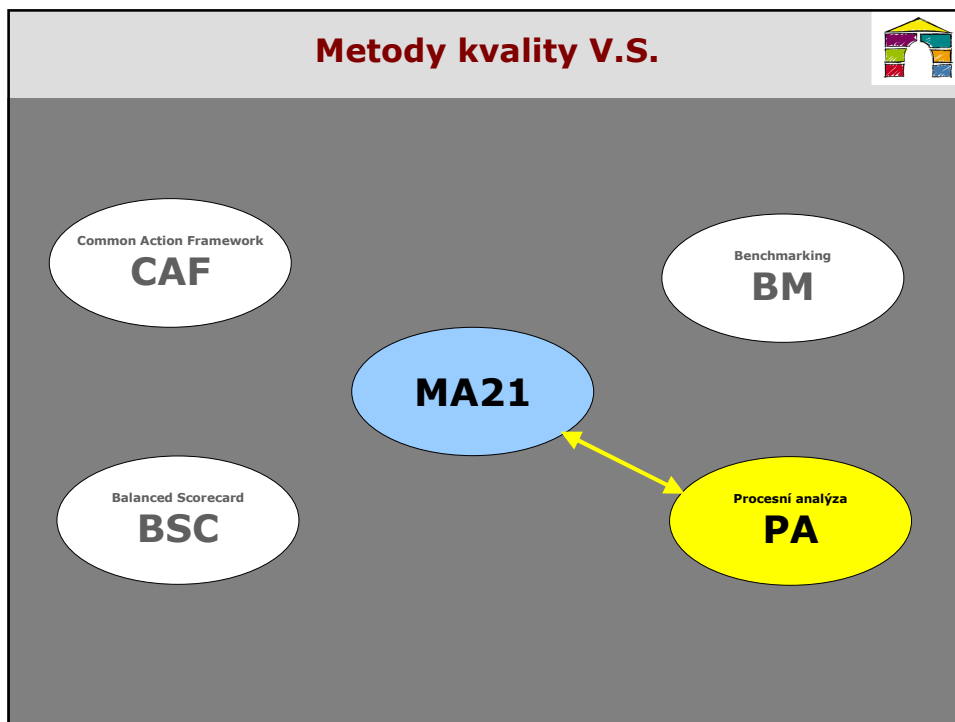 Metody kvality V.S.
Common Action Framework
CAF
Benchmarking
BM
MA21
Balanced Scorecard
BSC
Procesní analýza
PA